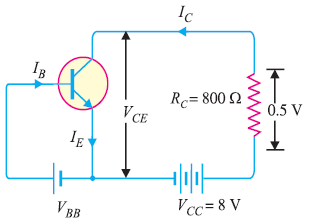 I_C
I_B
V_CE
R_C = 800 Ω
0.5 V
I_E
V_BB
V_CC = 8 V